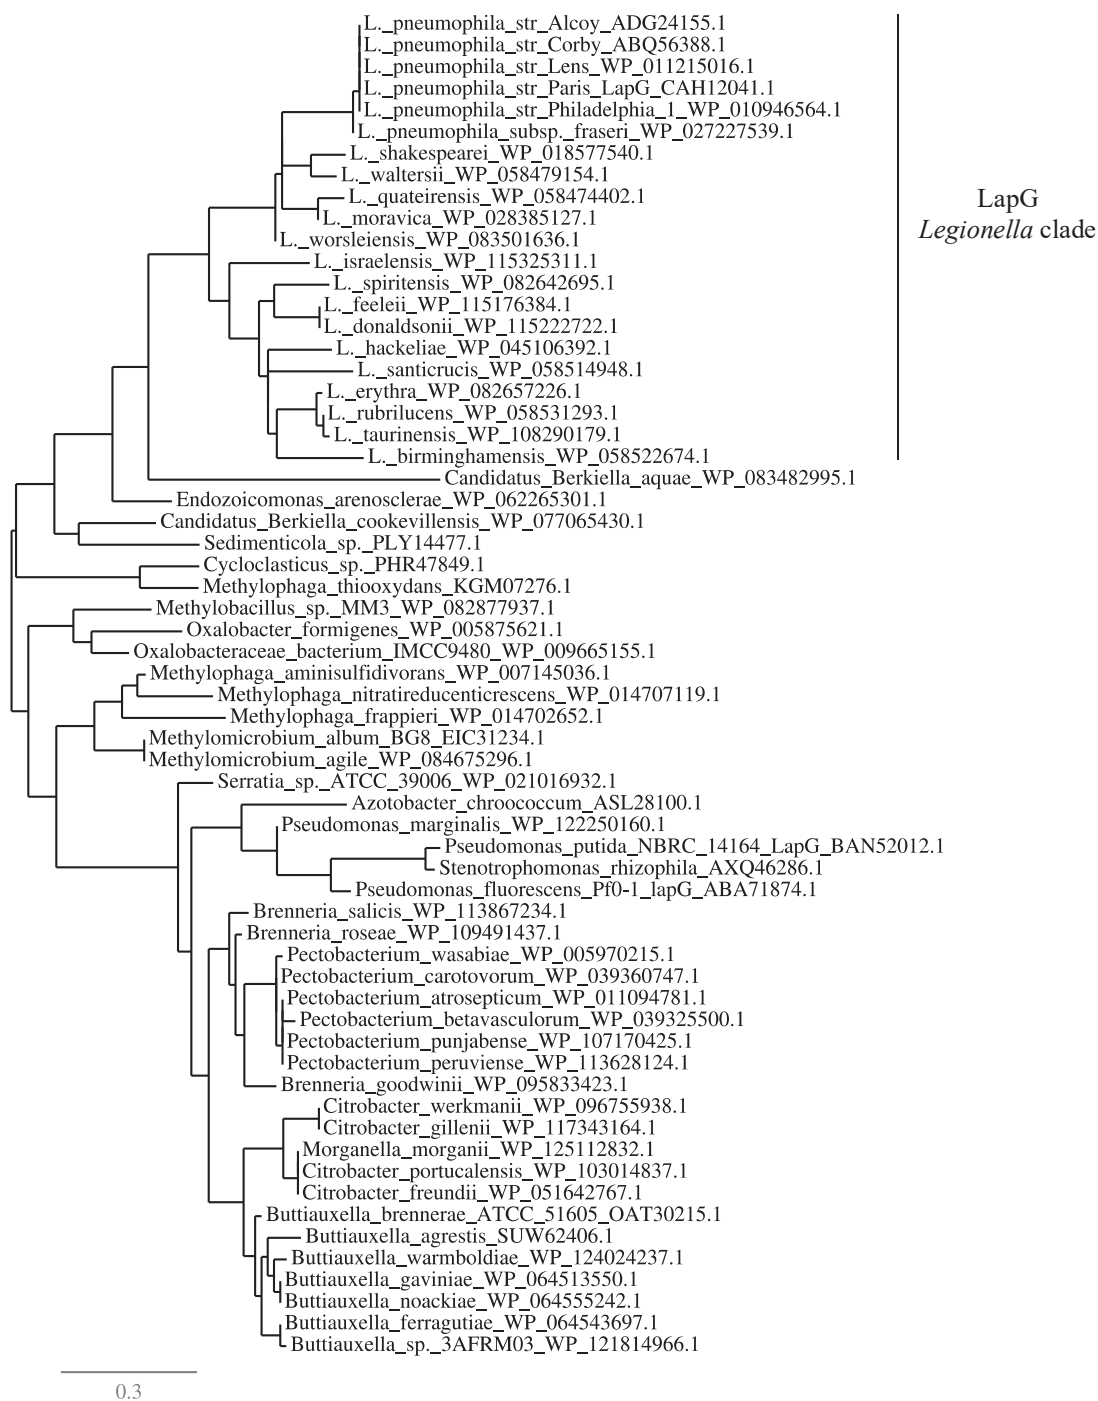 L._pneumophila_str_Alcoy_ADG24155.1
L._pneumophila_str_Corby_ABQ56388.1
L._pneumophila_str_Lens_WP_011215016.1
L._pneumophila_str_Paris_LapG_CAH12041.1
L._pneumophila_str_Philadelphia_1_WP_010946564.1
L._pneumophila_subsp._fraseri_WP_027227539.1
L._shakespearei_WP_018577540.1
L._waltersii_WP_058479154.1
L._quateirensis_WP_058474402.1
L._moravica_WP_028385127.1
L._worsleiensis_WP_083501636.1
L._israelensis_WP_115325311.1
L._spiritensis_WP_082642695.1
L._feeleii_WP_115176384.1
L._donaldsonii_WP_115222722.1
L._hackeliae_WP_045106392.1
L._santicrucis_WP_058514948.1
L._erythra_WP_082657226.1
L._rubrilucens_WP_058531293.1
L._taurinensis_WP_108290179.1
L._birminghamensis_WP_058522674.1
LapG
Legionella clade
Candidatus_Berkiella_aquae_WP_083482995.1
Endozoicomonas_arenosclerae_WP_062265301.1
Candidatus_Berkiella_cookevillensis_WP_077065430.1
Sedimenticola_sp._PLY14477.1
Cycloclasticus_sp._PHR47849.1
Methylophaga_thiooxydans_KGM07276.1
Methylobacillus_sp._MM3_WP_082877937.1
Oxalobacter_formigenes_WP_005875621.1
Oxalobacteraceae_bacterium_IMCC9480_WP_009665155.1
Methylophaga_aminisulfidivorans_WP_007145036.1
Methylophaga_nitratireducenticrescens_WP_014707119.1
Methylophaga_frappieri_WP_014702652.1
Methylomicrobium_album_BG8_EIC31234.1
Methylomicrobium_agile_WP_084675296.1
Serratia_sp._ATCC_39006_WP_021016932.1
Azotobacter_chroococcum_ASL28100.1
Pseudomonas_marginalis_WP_122250160.1
Pseudomonas_putida_NBRC_14164_LapG_BAN52012.1
Stenotrophomonas_rhizophila_AXQ46286.1
Pseudomonas_fluorescens_Pf0-1_lapG_ABA71874.1
Brenneria_salicis_WP_113867234.1
Brenneria_roseae_WP_109491437.1
Pectobacterium_wasabiae_WP_005970215.1
Pectobacterium_carotovorum_WP_039360747.1
Pectobacterium_atrosepticum_WP_011094781.1
Pectobacterium_betavasculorum_WP_039325500.1
Pectobacterium_punjabense_WP_107170425.1
Pectobacterium_peruviense_WP_113628124.1
Brenneria_goodwinii_WP_095833423.1
Citrobacter_werkmanii_WP_096755938.1
Citrobacter_gillenii_WP_117343164.1
Morganella_morganii_WP_125112832.1
Citrobacter_portucalensis_WP_103014837.1
Citrobacter_freundii_WP_051642767.1
Buttiauxella_brennerae_ATCC_51605_OAT30215.1
Buttiauxella_agrestis_SUW62406.1
Buttiauxella_warmboldiae_WP_124024237.1
Buttiauxella_gaviniae_WP_064513550.1
Buttiauxella_noackiae_WP_064555242.1
Buttiauxella_ferragutiae_WP_064543697.1
Buttiauxella_sp._3AFRM03_WP_121814966.1
0.3